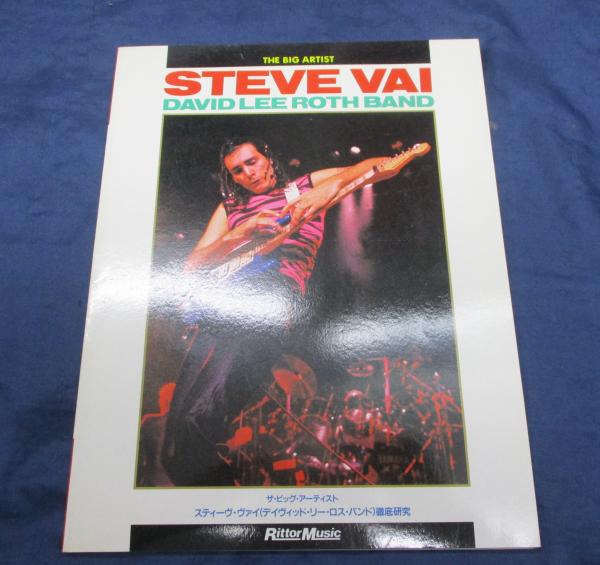 THE BIG ARTIST
STEVE VAI
DAVID LEE ROTH BAND
ザ・ビッグ・アーティスト
スティーヴ・ヴァイ(デイヴィッド・リー・ロス・バンド)徹底研究
Rittor Music